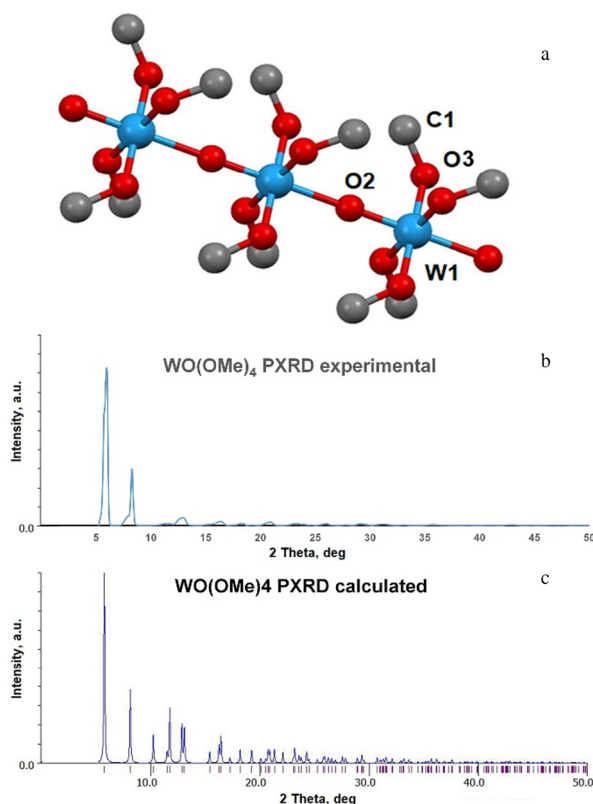 a
C1
O3
O2
W1
b
WO(OMe)₄ PXRD experimental
Intensity, a.u.
0.0
5 10 15 20 25 30 35 40 45 50
2 Theta, deg
c
WO(OMe)4 PXRD calculated
Intensity, a.u.
0.0
10.0 20.0 30.0 40.0 50.0
2 Theta, deg